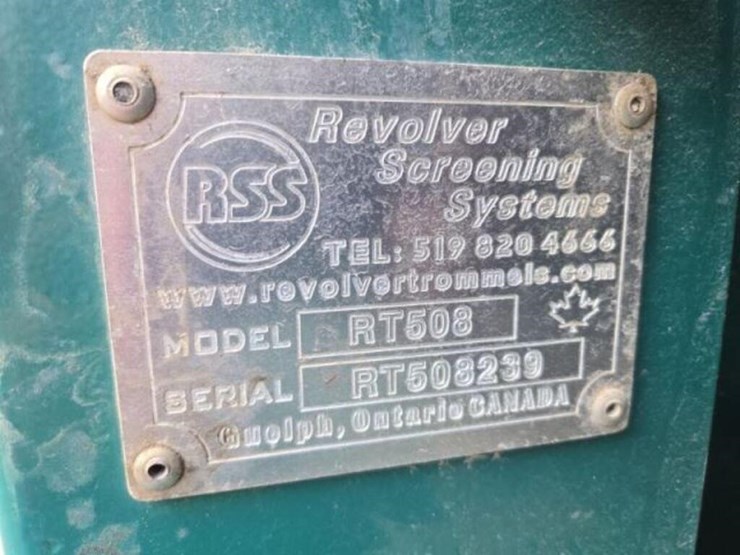 RSS
Revolver
Screening
Systems
TEL: 519 820 4666
www.revolvertrommels.com
MODEL RT508
SERIAL RT508239
Guelph, Ontario CANADA